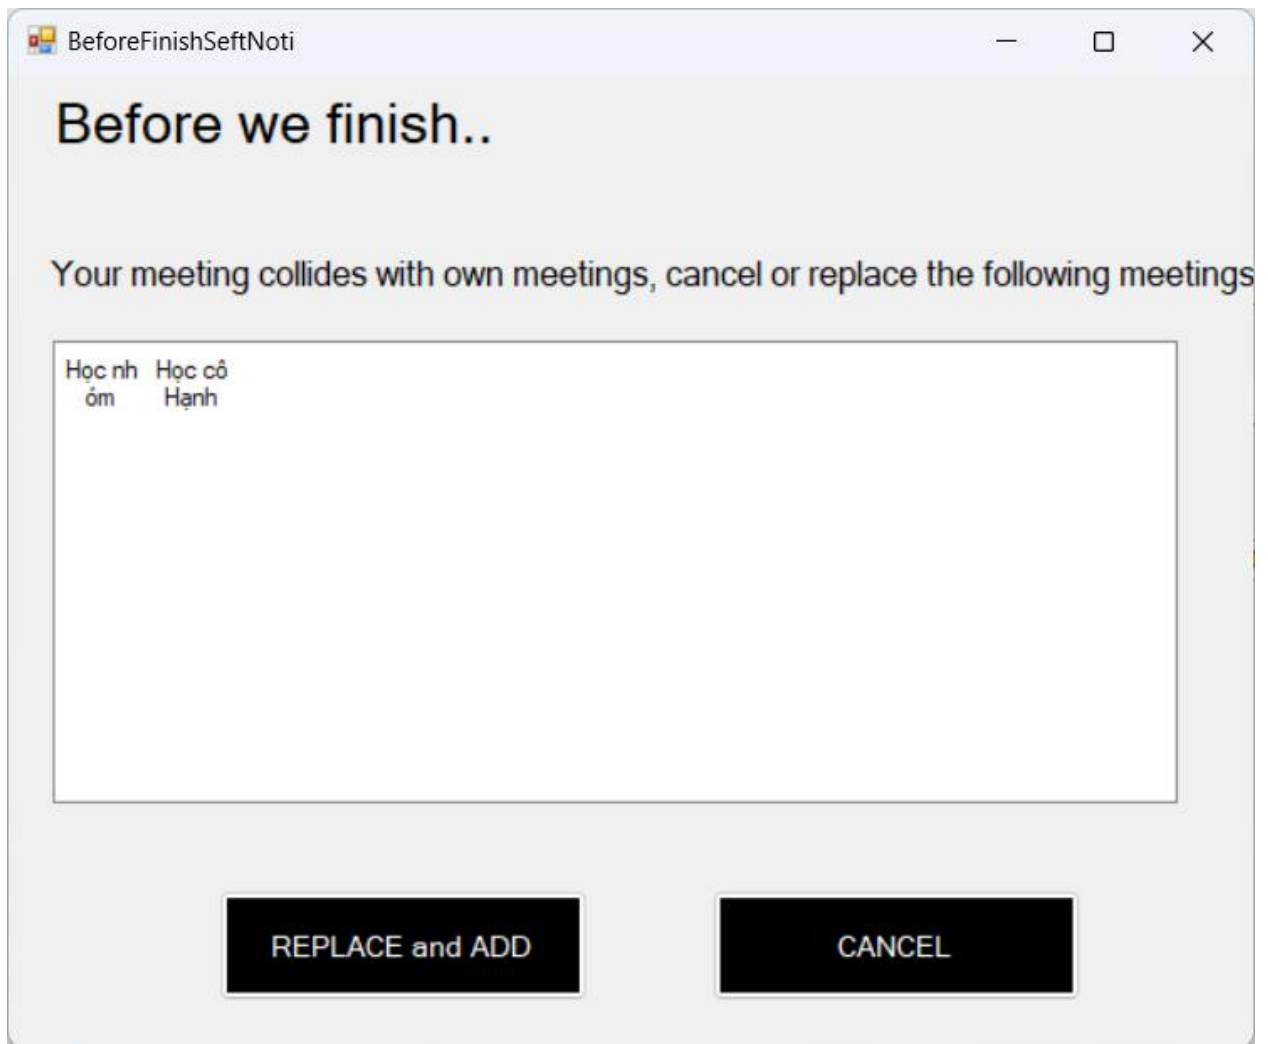 BeforeFinishSeftNoti
Before we finish..
Your meeting collides with own meetings, cancel or replace the following meetings
Học nh Học cô
óm Hạnh
REPLACE and ADD
CANCEL